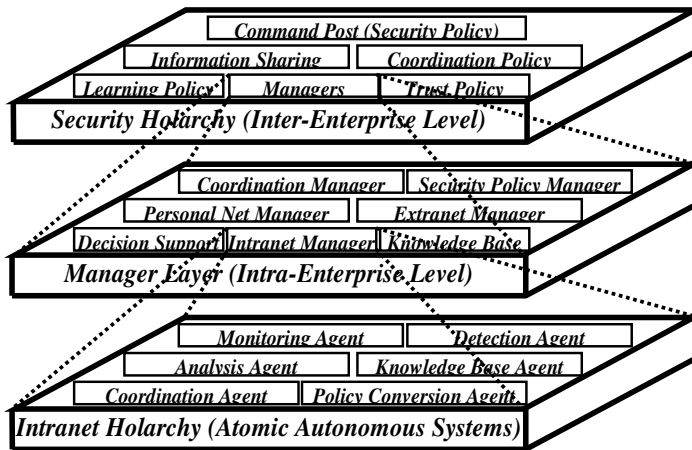 Command Post (Security Policy)
Information Sharing Coordination Policy
Learning Policy Managers Trust Policy
Security Holarchy (Inter-Enterprise Level)
Coordination Manager Security Policy Manager
Personal Net Manager Extranet Manager
Decision Support Intranet Manager Knowledge Base
Manager Layer (Intra-Enterprise Level)
Monitoring Agent Detection Agent
Analysis Agent Knowledge Base Agent
Coordination Agent Policy Conversion Agent
Intranet Holarchy (Atomic Autonomous Systems)